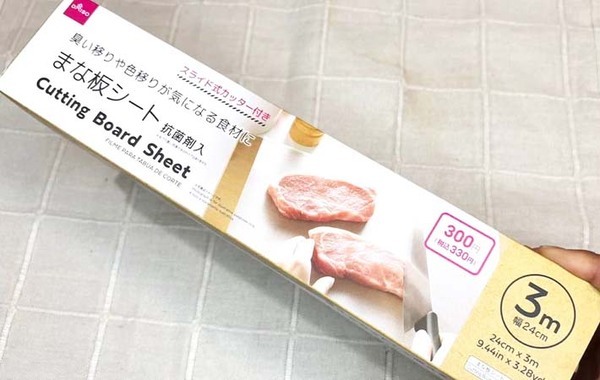 DAISO
臭い移りや色移りが気になる食材に
スライド式カッター付き
まな板シート 抗菌剤入
Cutting Board Sheet
FILME PARA TÁBUA DE CORTE
300円
(税込330円)
3m
幅24cm
24cm x 3m
9.44in x 3.28yd